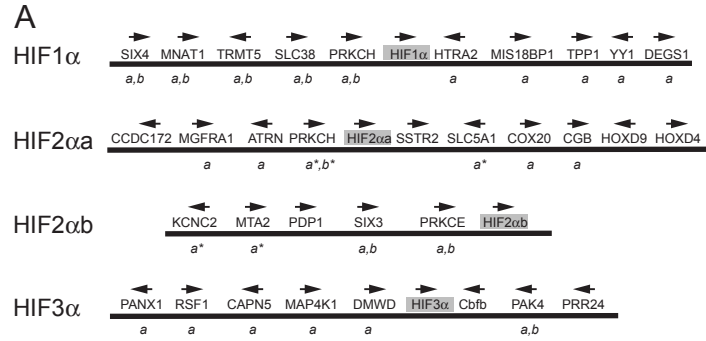 A
HIF1α
SIX4 MNAT1 TRMT5 SLC38 PRKCH HIF1α HTRA2 MIS18BP1 TPP1 YY1 DEGS1
a,b a,b a,b a,b a,b a a a a a
HIF2αa
CCDC172 MGFRA1 ATRN PRKCH HIF2αa SSTR2 SLC5A1 COX20 CGB HOXD9 HOXD4
a a a*,b* a* a a
HIF2αb
KCNC2 MTA2 PDP1 SIX3 PRKCE HIF2αb
a* a* a,b a,b
HIF3α
PANX1 RSF1 CAPN5 MAP4K1 DMWD HIF3α Cbfb PAK4 PRR24
a a a a a a,b